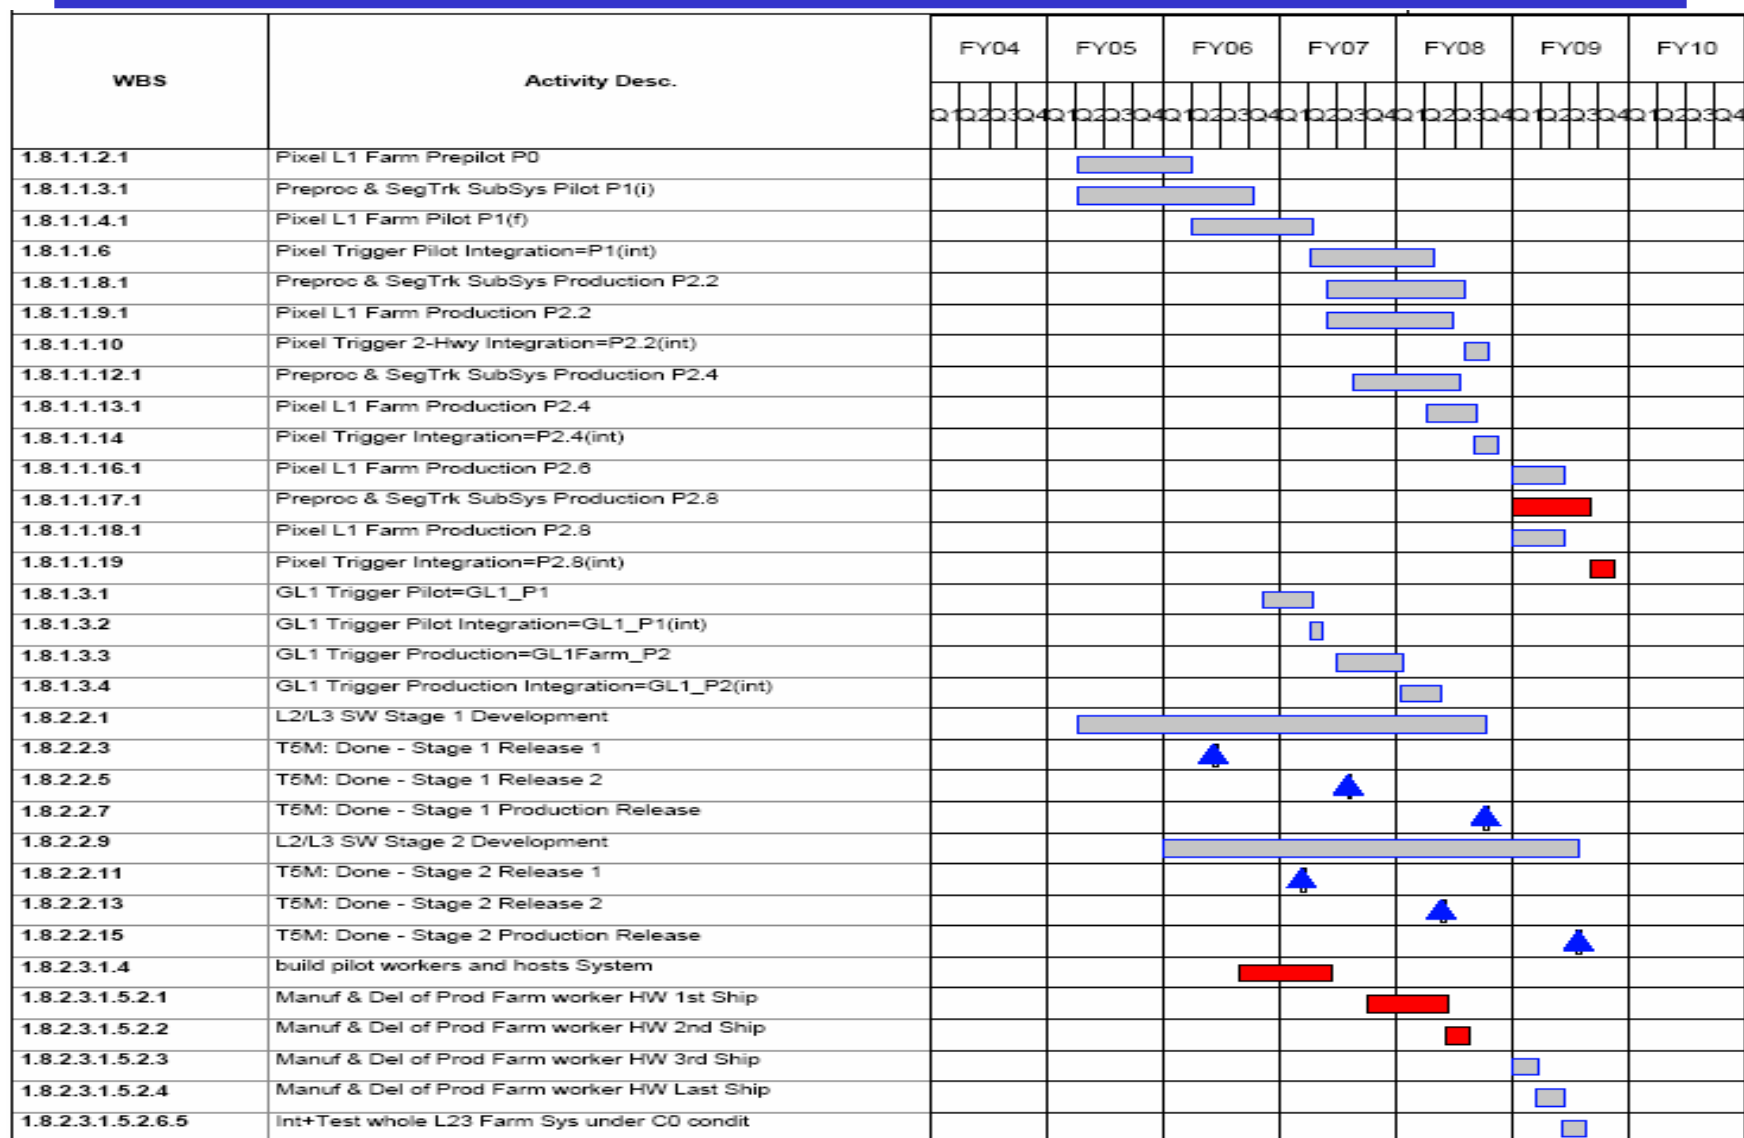 WBS Activity Desc. FY04 FY05 FY06 FY07 FY08 FY09 FY10
Q1Q2Q3Q4Q1Q2Q3Q4Q1Q2Q3Q4Q1Q2Q3Q4Q1Q2Q3Q4Q1Q2Q3Q4Q1Q2Q3Q4
1.8.1.1.2.1 Pixel L1 Farm Prepilot P0
1.8.1.1.3.1 Preproc & SegTrk SubSys Pilot P1(i)
1.8.1.1.4.1 Pixel L1 Farm Pilot P1(f)
1.8.1.1.6 Pixel Trigger Pilot Integration=P1(int)
1.8.1.1.8.1 Preproc & SegTrk SubSys Production P2.2
1.8.1.1.9.1 Pixel L1 Farm Production P2.2
1.8.1.1.10 Pixel Trigger 2-Hwy Integration=P2.2(int)
1.8.1.1.12.1 Preproc & SegTrk SubSys Production P2.4
1.8.1.1.13.1 Pixel L1 Farm Production P2.4
1.8.1.1.14 Pixel Trigger Integration=P2.4(int)
1.8.1.1.16.1 Pixel L1 Farm Production P2.6
1.8.1.1.17.1 Preproc & SegTrk SubSys Production P2.8
1.8.1.1.18.1 Pixel L1 Farm Production P2.8
1.8.1.1.19 Pixel Trigger Integration=P2.8(int)
1.8.1.3.1 GL1 Trigger Pilot=GL1_P1
1.8.1.3.2 GL1 Trigger Pilot Integration=GL1_P1(int)
1.8.1.3.3 GL1 Trigger Production=GL1Farm_P2
1.8.1.3.4 GL1 Trigger Production Integration=GL1_P2(int)
1.8.2.2.1 L2/L3 SW Stage 1 Development
1.8.2.2.3 T5M: Done - Stage 1 Release 1
1.8.2.2.5 T5M: Done - Stage 1 Release 2
1.8.2.2.7 T5M: Done - Stage 1 Production Release
1.8.2.2.9 L2/L3 SW Stage 2 Development
1.8.2.2.11 T5M: Done - Stage 2 Release 1
1.8.2.2.13 T5M: Done - Stage 2 Release 2
1.8.2.2.15 T5M: Done - Stage 2 Production Release
1.8.2.3.1.4 build pilot workers and hosts System
1.8.2.3.1.5.2.1 Manuf & Del of Prod Farm worker HW 1st Ship
1.8.2.3.1.5.2.2 Manuf & Del of Prod Farm worker HW 2nd Ship
1.8.2.3.1.5.2.3 Manuf & Del of Prod Farm worker HW 3rd Ship
1.8.2.3.1.5.2.4 Manuf & Del of Prod Farm worker HW Last Ship
1.8.2.3.1.5.2.6.5 Int+Test whole L23 Farm Sys under C0 condit